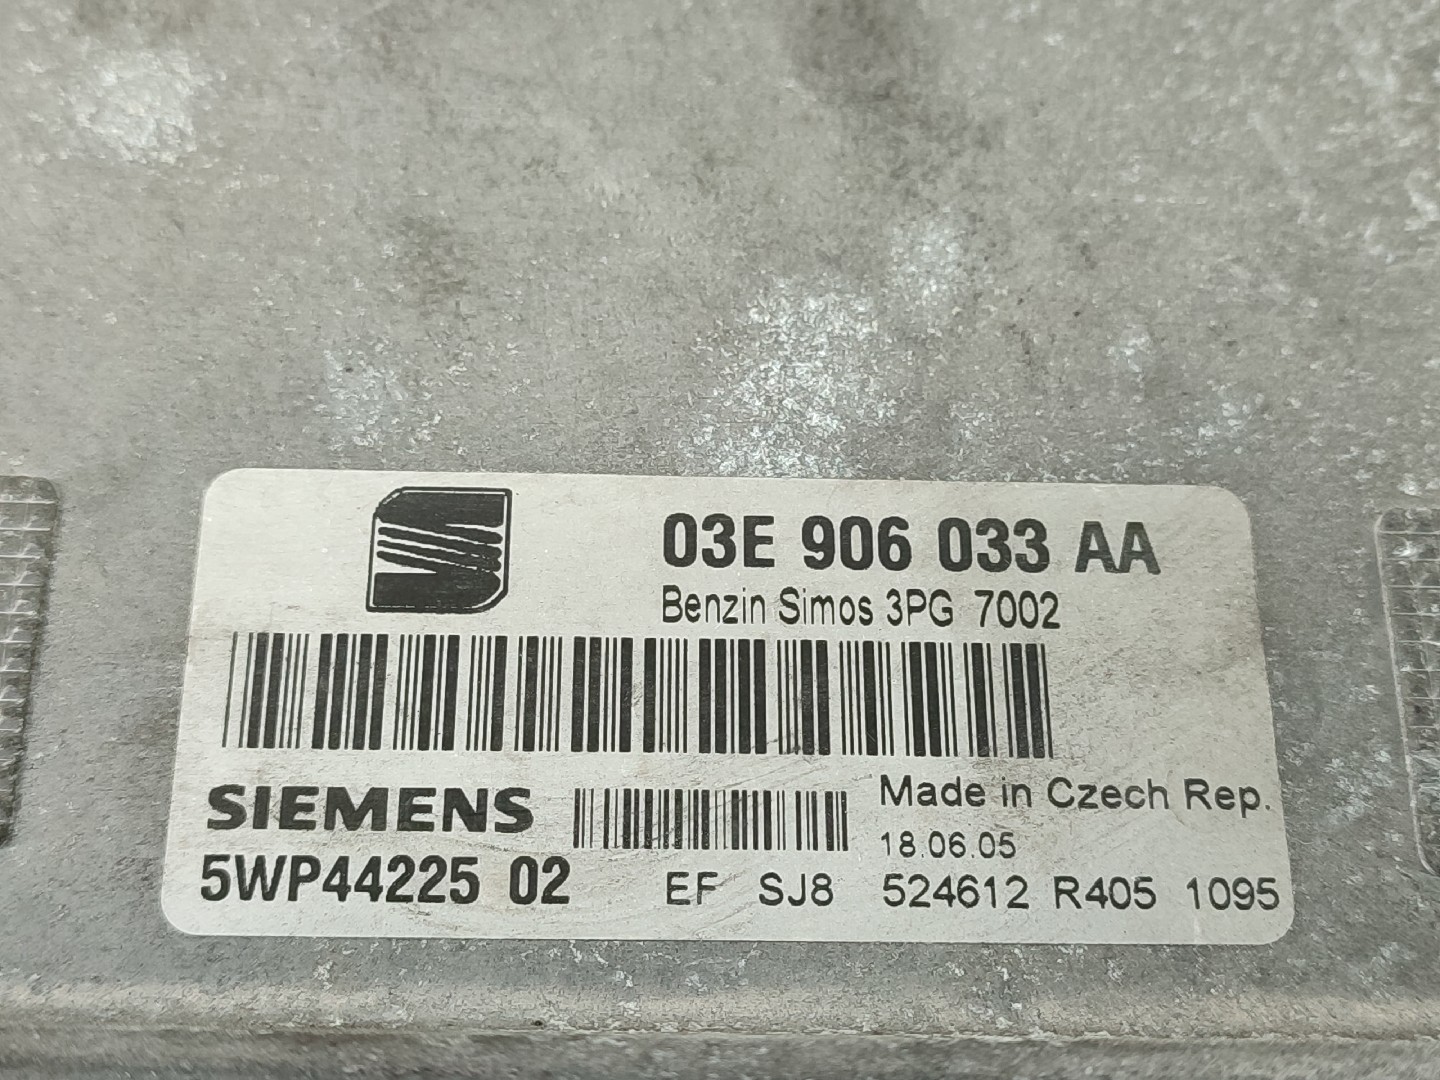 03E 906 033 AA
Benzin Simos 3PG 7002
SIEMENS
Made in Czech Rep.
18.06.05
5WP44225 02
EF SJ8 524612 R405 1095